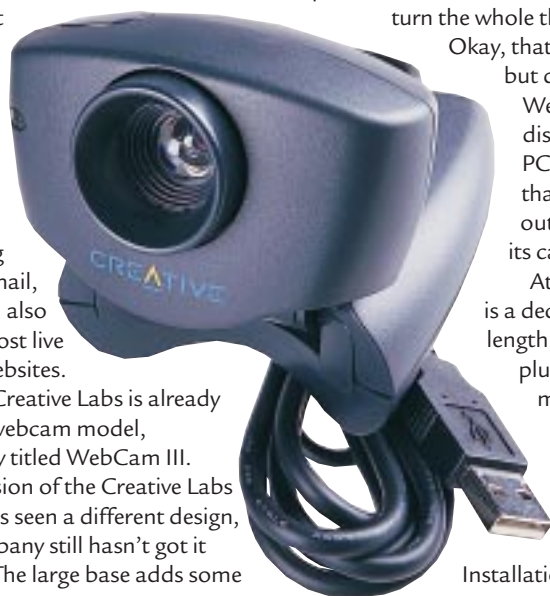 t
g
mail,
also
ost live
ebsites.
Creative Labs is already
webcam model,
y titled WebCam III.
sion of the Creative Labs
s seen a different design,
pany still hasn't got it
The large base adds some
CREATIVE
turn the whole th
Okay, that
but c
We
dis
PC
tha
out
its ca
At
is a dec
length
plu
m
Installatio